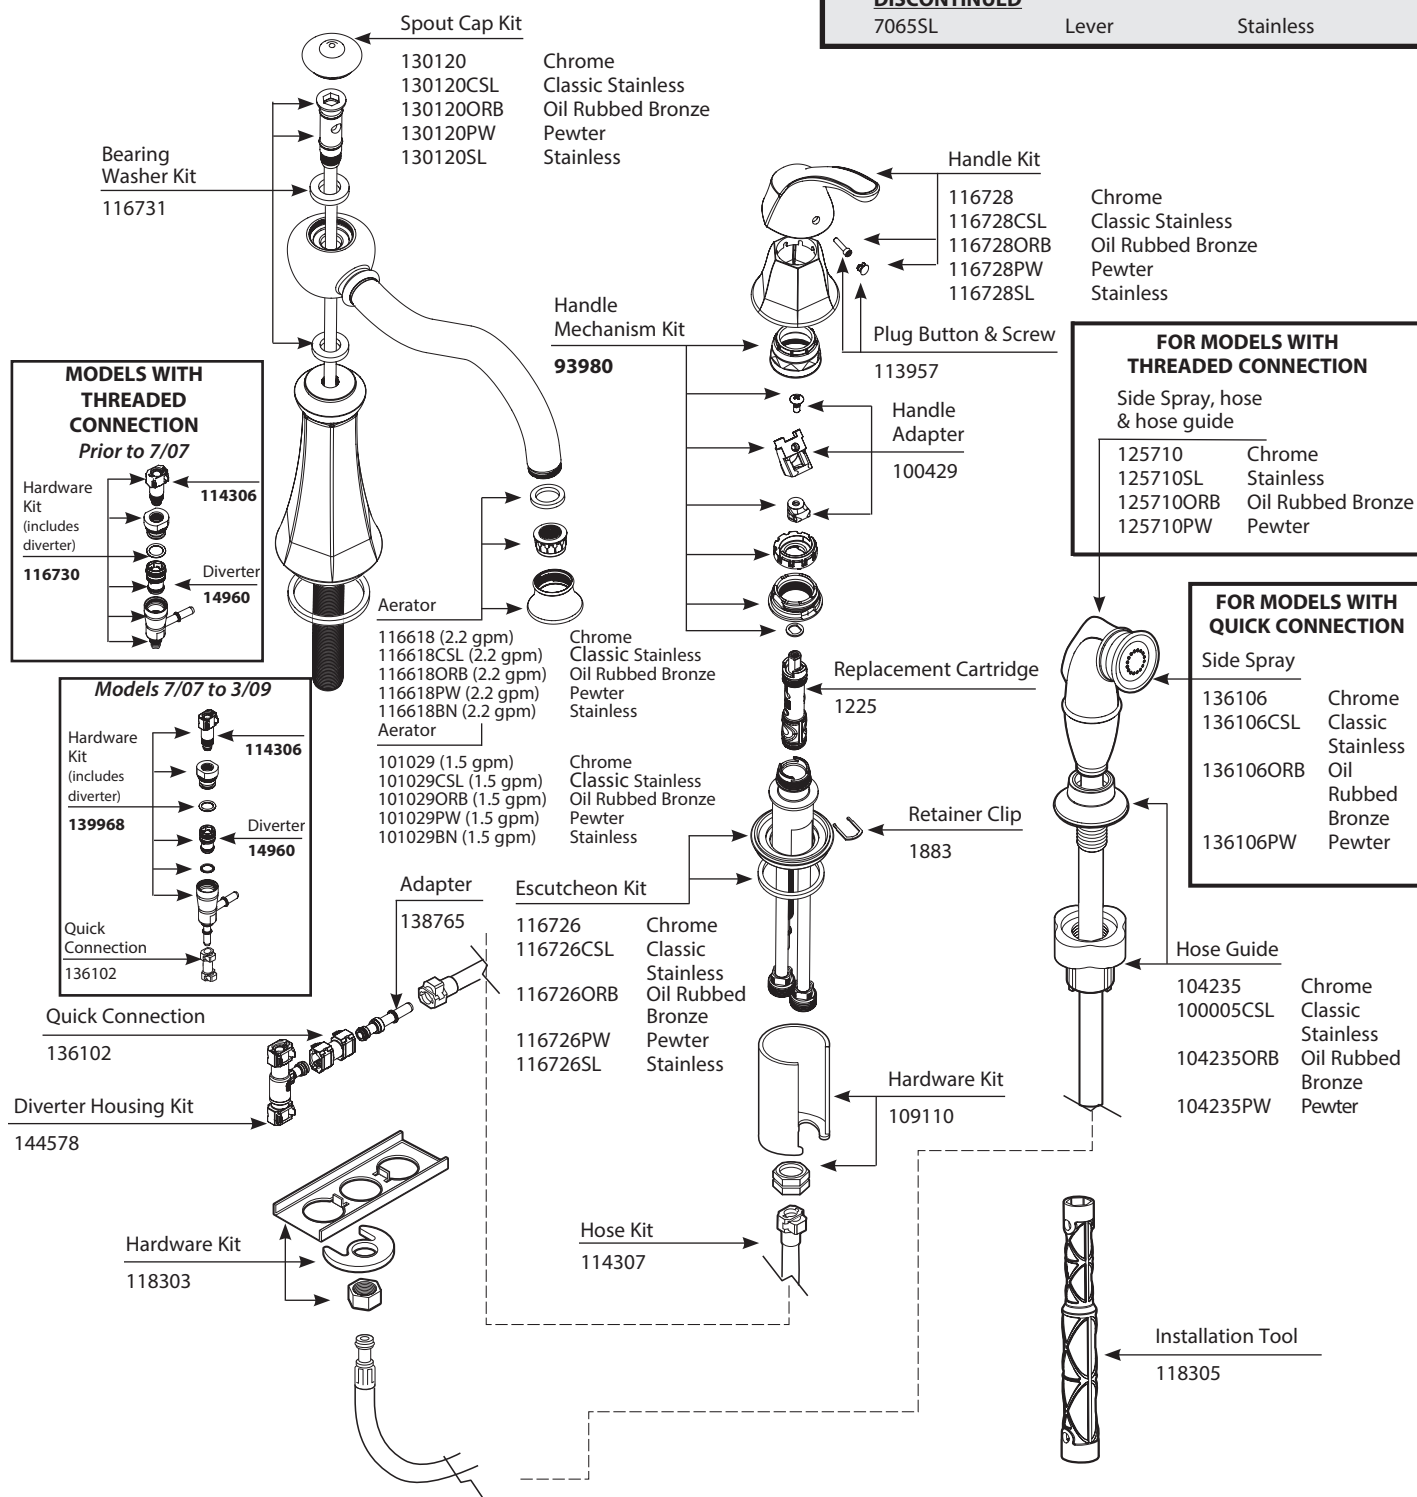 DISCONTINUED
7065SL Lever Stainless
Spout Cap Kit
130120 Chrome
130120CSL Classic Stainless
130120ORB Oil Rubbed Bronze
130120PW Pewter
130120SL Stainless
Bearing
Washer Kit
116731
Handle Kit
116728 Chrome
116728CSL Classic Stainless
116728ORB Oil Rubbed Bronze
116728PW Pewter
116728SL Stainless
Handle
Mechanism Kit
93980
Plug Button & Screw
113957
Handle
Adapter
100429
FOR MODELS WITH
THREADED CONNECTION
Side Spray, hose
& hose guide
125710 Chrome
125710SL Stainless
125710ORB Oil Rubbed Bronze
125710PW Pewter
MODELS WITH
THREADED
CONNECTION
Prior to 7/07
Hardware
Kit
(includes
diverter)
116730
114306
Diverter
14960
Aerator
116618 (2.2 gpm) Chrome
116618CSL (2.2 gpm) Classic Stainless
116618ORB (2.2 gpm) Oil Rubbed Bronze
116618PW (2.2 gpm) Pewter
116618BN (2.2 gpm) Stainless
Aerator
101029 (1.5 gpm) Chrome
101029CSL (1.5 gpm) Classic Stainless
101029ORB (1.5 gpm) Oil Rubbed Bronze
101029PW (1.5 gpm) Pewter
101029BN (1.5 gpm) Stainless
Replacement Cartridge
1225
FOR MODELS WITH
QUICK CONNECTION
Side Spray
136106 Chrome
136106CSL Classic
Stainless
136106ORB Oil
Rubbed
Bronze
136106PW Pewter
Models 7/07 to 3/09
Hardware
Kit
(includes
diverter)
139968
114306
Diverter
14960
Quick
Connection
136102
Retainer Clip
1883
Adapter
138765
Escutcheon Kit
116726 Chrome
116726CSL Classic
Stainless
116726ORB Oil Rubbed
Bronze
116726PW Pewter
116726SL Stainless
Hose Guide
104235 Chrome
100005CSL Classic
Stainless
104235ORB Oil Rubbed
Bronze
104235PW Pewter
Quick Connection
136102
Diverter Housing Kit
144578
Hardware Kit
109110
Hardware Kit
118303
Hose Kit
114307
Installation Tool
118305